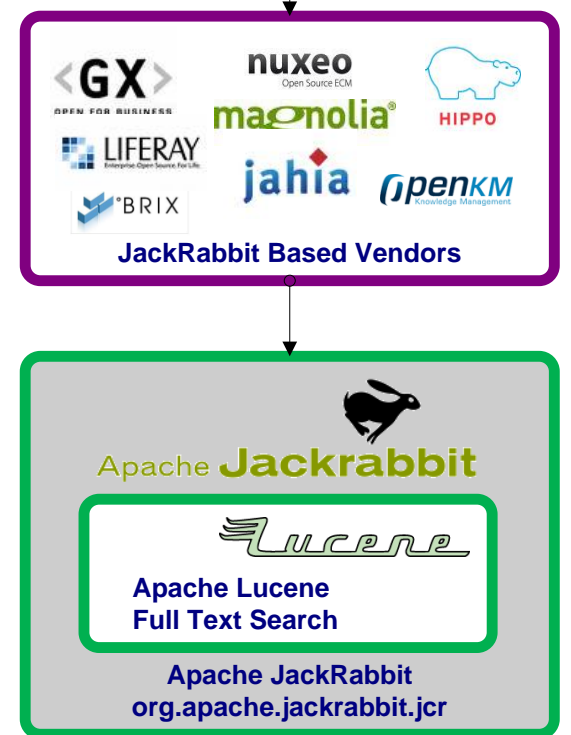 <GX>
OPEN FOR BUSINESS
nuxeo
Open Source ECM
HIPPO
magnolia®
LIFERAY
Enterprise. Open Source. For Life.
jahia
OpenKM
Knowledge Management
°BRIX
JackRabbit Based Vendors
Apache Jackrabbit
Lucene
Apache Lucene
Full Text Search
Apache JackRabbit
org.apache.jackrabbit.jcr